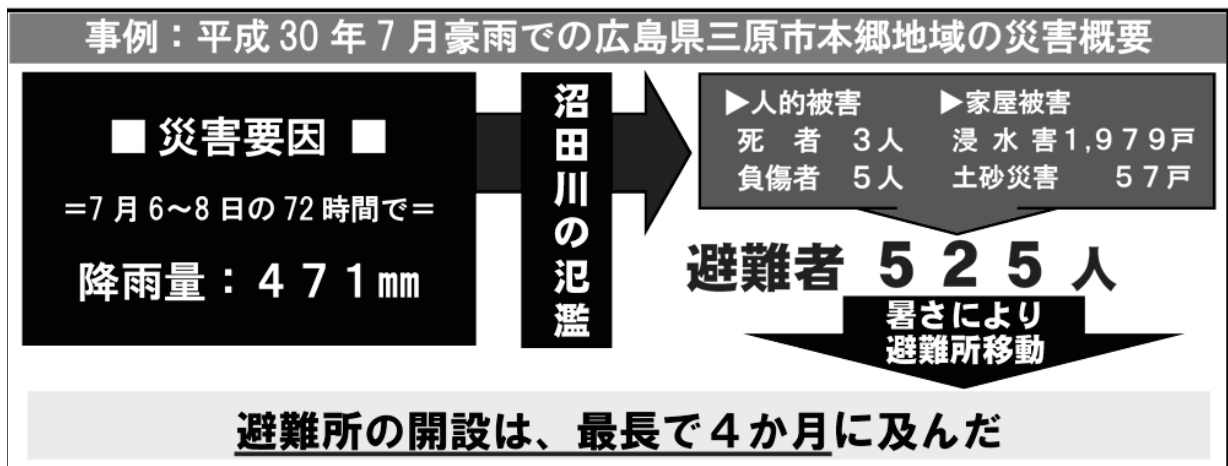 事例：平成30年7月豪雨での広島県三原市本郷地域の災害概要
■ 災害要因 ■
=7月6~8日の72時間で=
降雨量：471mm
沼田川の氾濫
▶人的被害
死者 3人
負傷者 5人
▶家屋被害
浸水害1,979戸
土砂災害 57戸
避難者 525人
暑さにより
避難所移動
避難所の開設は、最長で4か月に及んだ